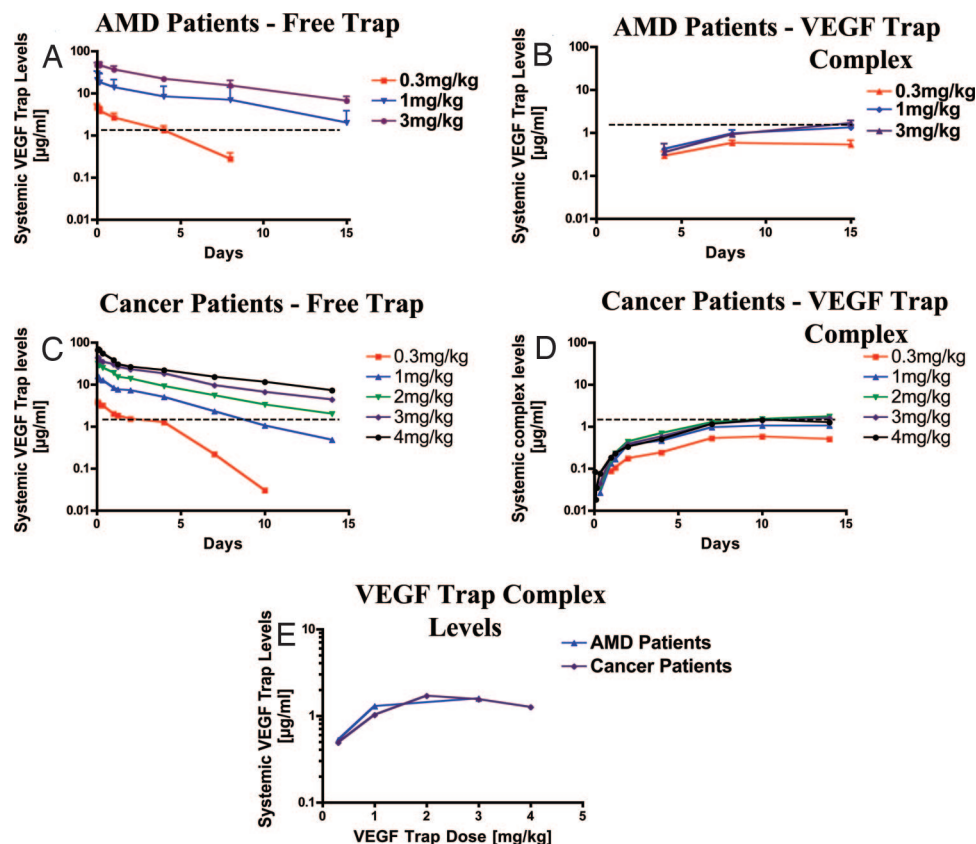 AMD Patients - Free Trap
A
Systemic VEGF Trap Levels
[µg/ml]
100
10
1
0.1
0.01
0
5
10
15
Days
0.3mg/kg
1mg/kg
3mg/kg
AMD Patients - VEGF Trap
Complex
B
Systemic VEGF Trap Levels
[µg/ml]
100
10
1
0.1
0.01
0
5
10
15
Days
0.3mg/kg
1mg/kg
3mg/kg
Cancer Patients - Free Trap
C
Systemic VEGF Trap levels
[µg/ml]
100
10
1
0.1
0.01
0
5
10
15
Days
0.3mg/kg
1mg/kg
2mg/kg
3mg/kg
4mg/kg
Cancer Patients - VEGF Trap
Complex
D
Systemic complex levels
[µg/ml]
100
10
1
0.1
0.01
0
5
10
15
Days
0.3mg/kg
1mg/kg
2mg/kg
3mg/kg
4mg/kg
VEGF Trap Complex
Levels
E
Systemic VEGF Trap Levels
[µg/ml]
10
1
0.1
0
1
2
3
4
5
VEGF Trap Dose [mg/kg]
AMD Patients
Cancer Patients